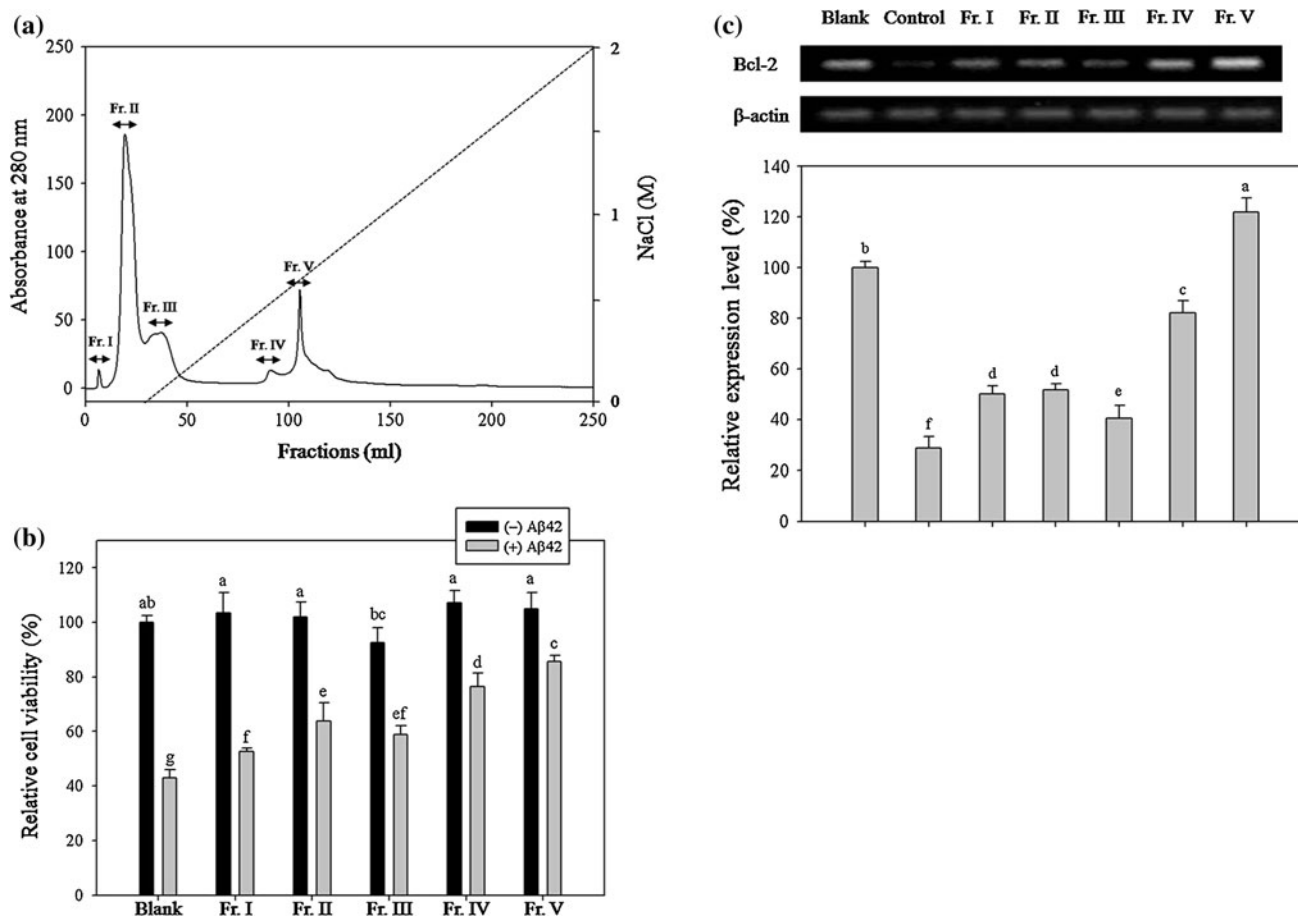 (a)
250
200
150
100
50
0
Absorbance at 280 nm
Fr. I
Fr. II
Fr. III
Fr. IV
Fr. V
2
1
0
NaCl (M)
0 50 100 150 200 250
Fractions (ml)
(b)
(−) Aβ42
(+) Aβ42
120
100
80
60
40
20
0
Relative cell viability (%)
ab
g
a
f
a
e
bc
ef
a
d
a
c
Blank Fr. I Fr. II Fr. III Fr. IV Fr. V
(c)
Blank Control Fr. I Fr. II Fr. III Fr. IV Fr. V
Bcl-2
β-actin
140
120
100
80
60
40
20
0
Relative expression level (%)
b
f
d
d
e
c
a